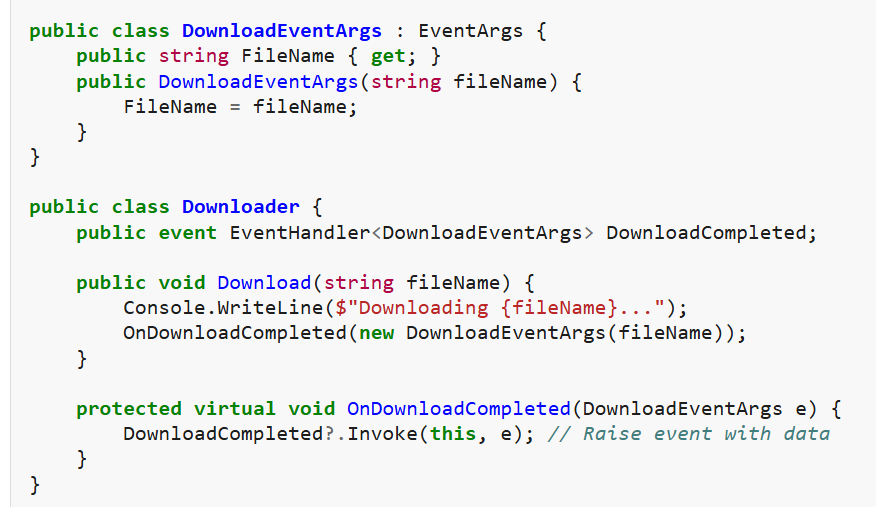 public class DownloadEventArgs : EventArgs {
    public string FileName { get; }
    public DownloadEventArgs(string fileName) {
        FileName = fileName;
    }
}

public class Downloader {
    public event EventHandler<DownloadEventArgs> DownloadCompleted;

    public void Download(string fileName) {
        Console.WriteLine($"Downloading {fileName}...");
        OnDownloadCompleted(new DownloadEventArgs(fileName));
    }

    protected virtual void OnDownloadCompleted(DownloadEventArgs e) {
        DownloadCompleted?.Invoke(this, e); // Raise event with data
    }
}